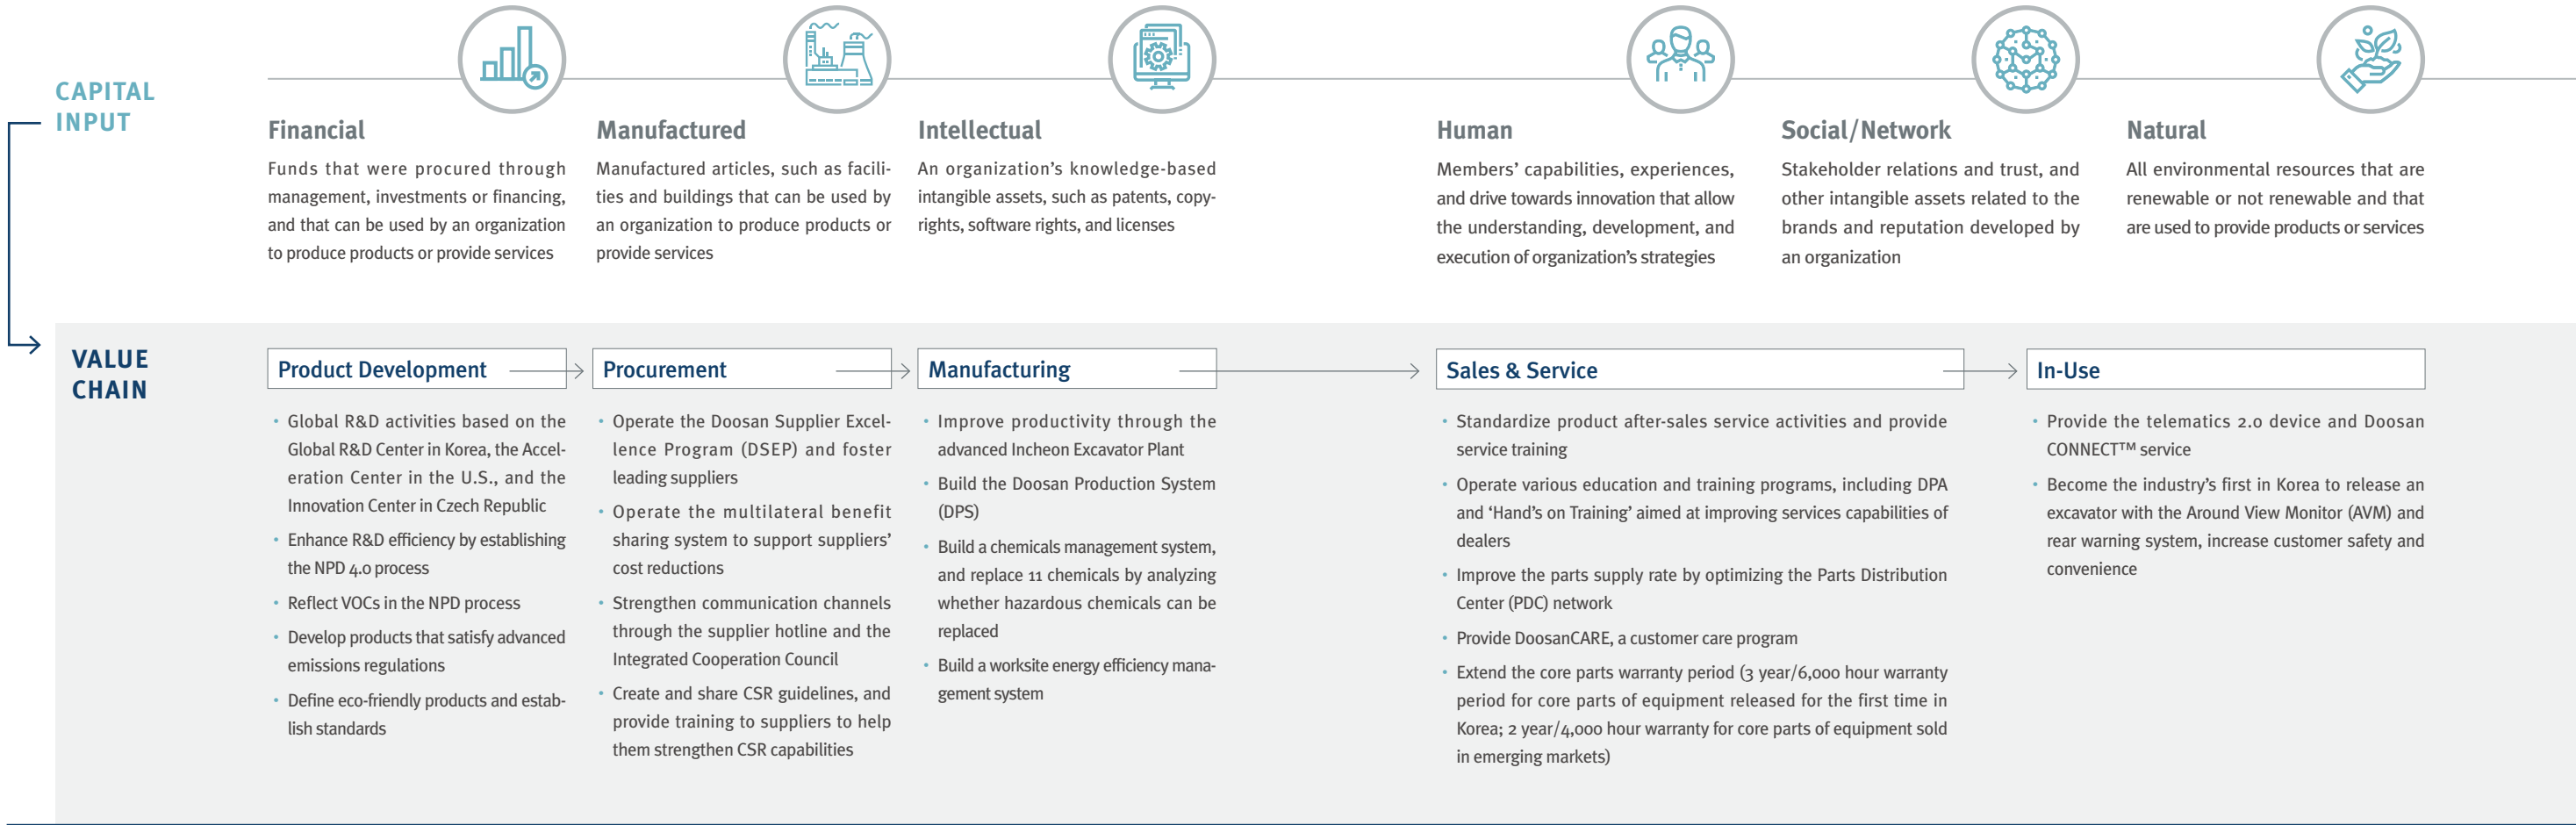 CAPITAL
INPUT
Financial
Funds that were procured through
management, investments or financing,
and that can be used by an organization
to produce products or provide services
Manufactured
Manufactured articles, such as facili-
ties and buildings that can be used by
an organization to produce products or
provide services
Intellectual
An organization's knowledge-based
intangible assets, such as patents, copy-
rights, software rights, and licenses
Human
Members' capabilities, experiences,
and drive towards innovation that allow
the understanding, development, and
execution of organization's strategies
Social/Network
Stakeholder relations and trust, and
other intangible assets related to the
brands and reputation developed by
an organization
Natural
All environmental resources that are
renewable or not renewable and that
are used to provide products or services
VALUE
CHAIN
Product Development
• Global R&D activities based on the
Global R&D Center in Korea, the Accel-
eration Center in the U.S., and the
Innovation Center in Czech Republic
• Enhance R&D efficiency by establishing
the NPD 4.0 process
• Reflect VOCs in the NPD process
• Develop products that satisfy advanced
emissions regulations
• Define eco-friendly products and estab-
lish standards
Procurement
• Operate the Doosan Supplier Excel-
lence Program (DSEP) and foster
leading suppliers
• Operate the multilateral benefit
sharing system to support suppliers'
cost reductions
• Strengthen communication channels
through the supplier hotline and the
Integrated Cooperation Council
• Create and share CSR guidelines, and
provide training to suppliers to help
them strengthen CSR capabilities
Manufacturing
• Improve productivity through the
advanced Incheon Excavator Plant
• Build the Doosan Production System
(DPS)
• Build a chemicals management system,
and replace 11 chemicals by analyzing
whether hazardous chemicals can be
replaced
• Build a worksite energy efficiency mana-
gement system
Sales & Service
• Standardize product after-sales service activities and provide
service training
• Operate various education and training programs, including DPA
and 'Hand's on Training' aimed at improving services capabilities of
dealers
• Improve the parts supply rate by optimizing the Parts Distribution
Center (PDC) network
• Provide DoosanCARE, a customer care program
• Extend the core parts warranty period (3 year/6,000 hour warranty
period for core parts of equipment released for the first time in
Korea; 2 year/4,000 hour warranty for core parts of equipment sold
in emerging markets)
In-Use
• Provide the telematics 2.0 device and Doosan
CONNECT™ service
• Become the industry's first in Korea to release an
excavator with the Around View Monitor (AVM) and
rear warning system, increase customer safety and
convenience